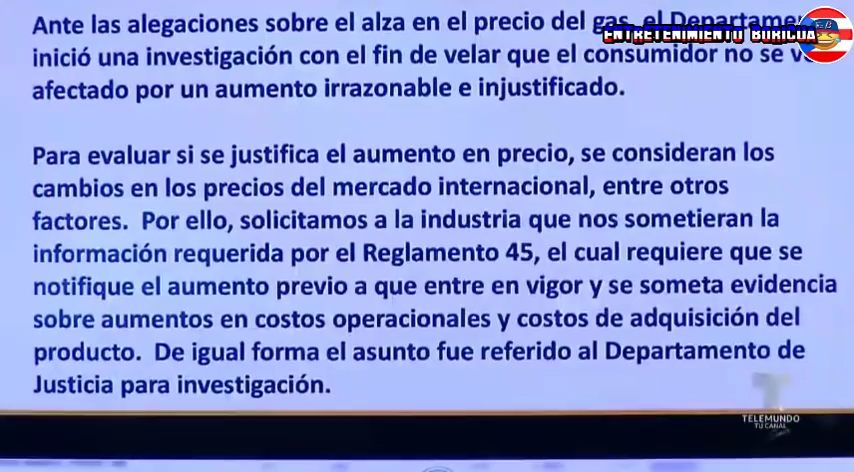 Ante las alegaciones sobre el alza en el precio del gas, el
ENTRETENIMIENTO BORICUA
inició una investigación con el fin de velar que el consumidor no se
afectado por un aumento irrazonable e injustificado.
Para evaluar si se justifica el aumento en precio, se consideran los
cambios en los precios del mercado internacional, entre otros
factores. Por ello, solicitamos a la industria que nos sometieran la
información requerida por el Reglamento 45, el cual requiere que se
notifique el aumento previo a que entre en vigor y se someta evidencia
sobre aumentos en costos operacionales y costos de adquisición del
producto. De igual forma el asunto fue referido al Departamento de
Justicia para investigación.
TELEMUNDO
TU CANAL